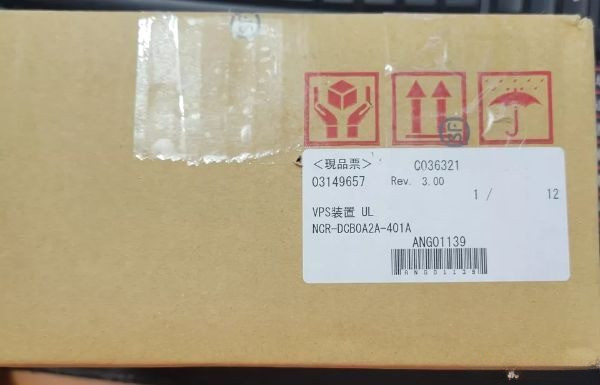 <現品票> C036321
03149657 Rev. 3.00
1 / 12
VPS装置 UL
NCR-DCB0A2A-401A
ANG01139
ANG01139